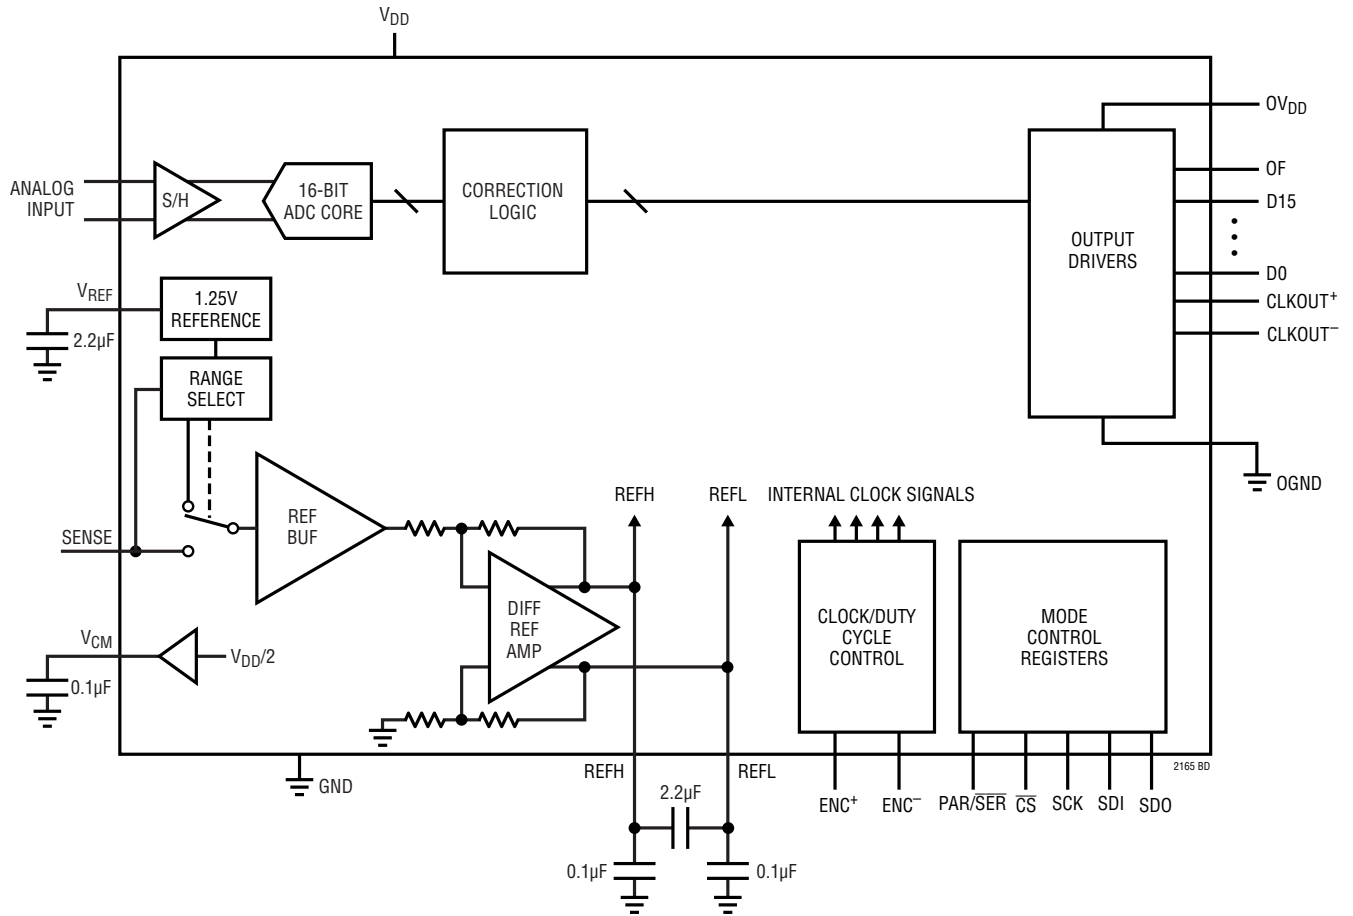 VDD
OVDD
OF
D15
D0
CLKOUT+
CLKOUT–
OGND
ANALOG
INPUT
S/H
16-BIT
ADC CORE
CORRECTION
LOGIC
OUTPUT
DRIVERS
VREF
2.2µF
1.25V
REFERENCE
RANGE
SELECT
SENSE
REF
BUF
REFH
REFL
INTERNAL CLOCK SIGNALS
DIFF
REF
AMP
CLOCK/DUTY
CYCLE
CONTROL
MODE
CONTROL
REGISTERS
VCM
VDD/2
0.1µF
GND
REFH
REFL
2.2µF
0.1µF
0.1µF
ENC+
ENC–
PAR/SER
CS
SCK
SDI
SDO
2165 BD